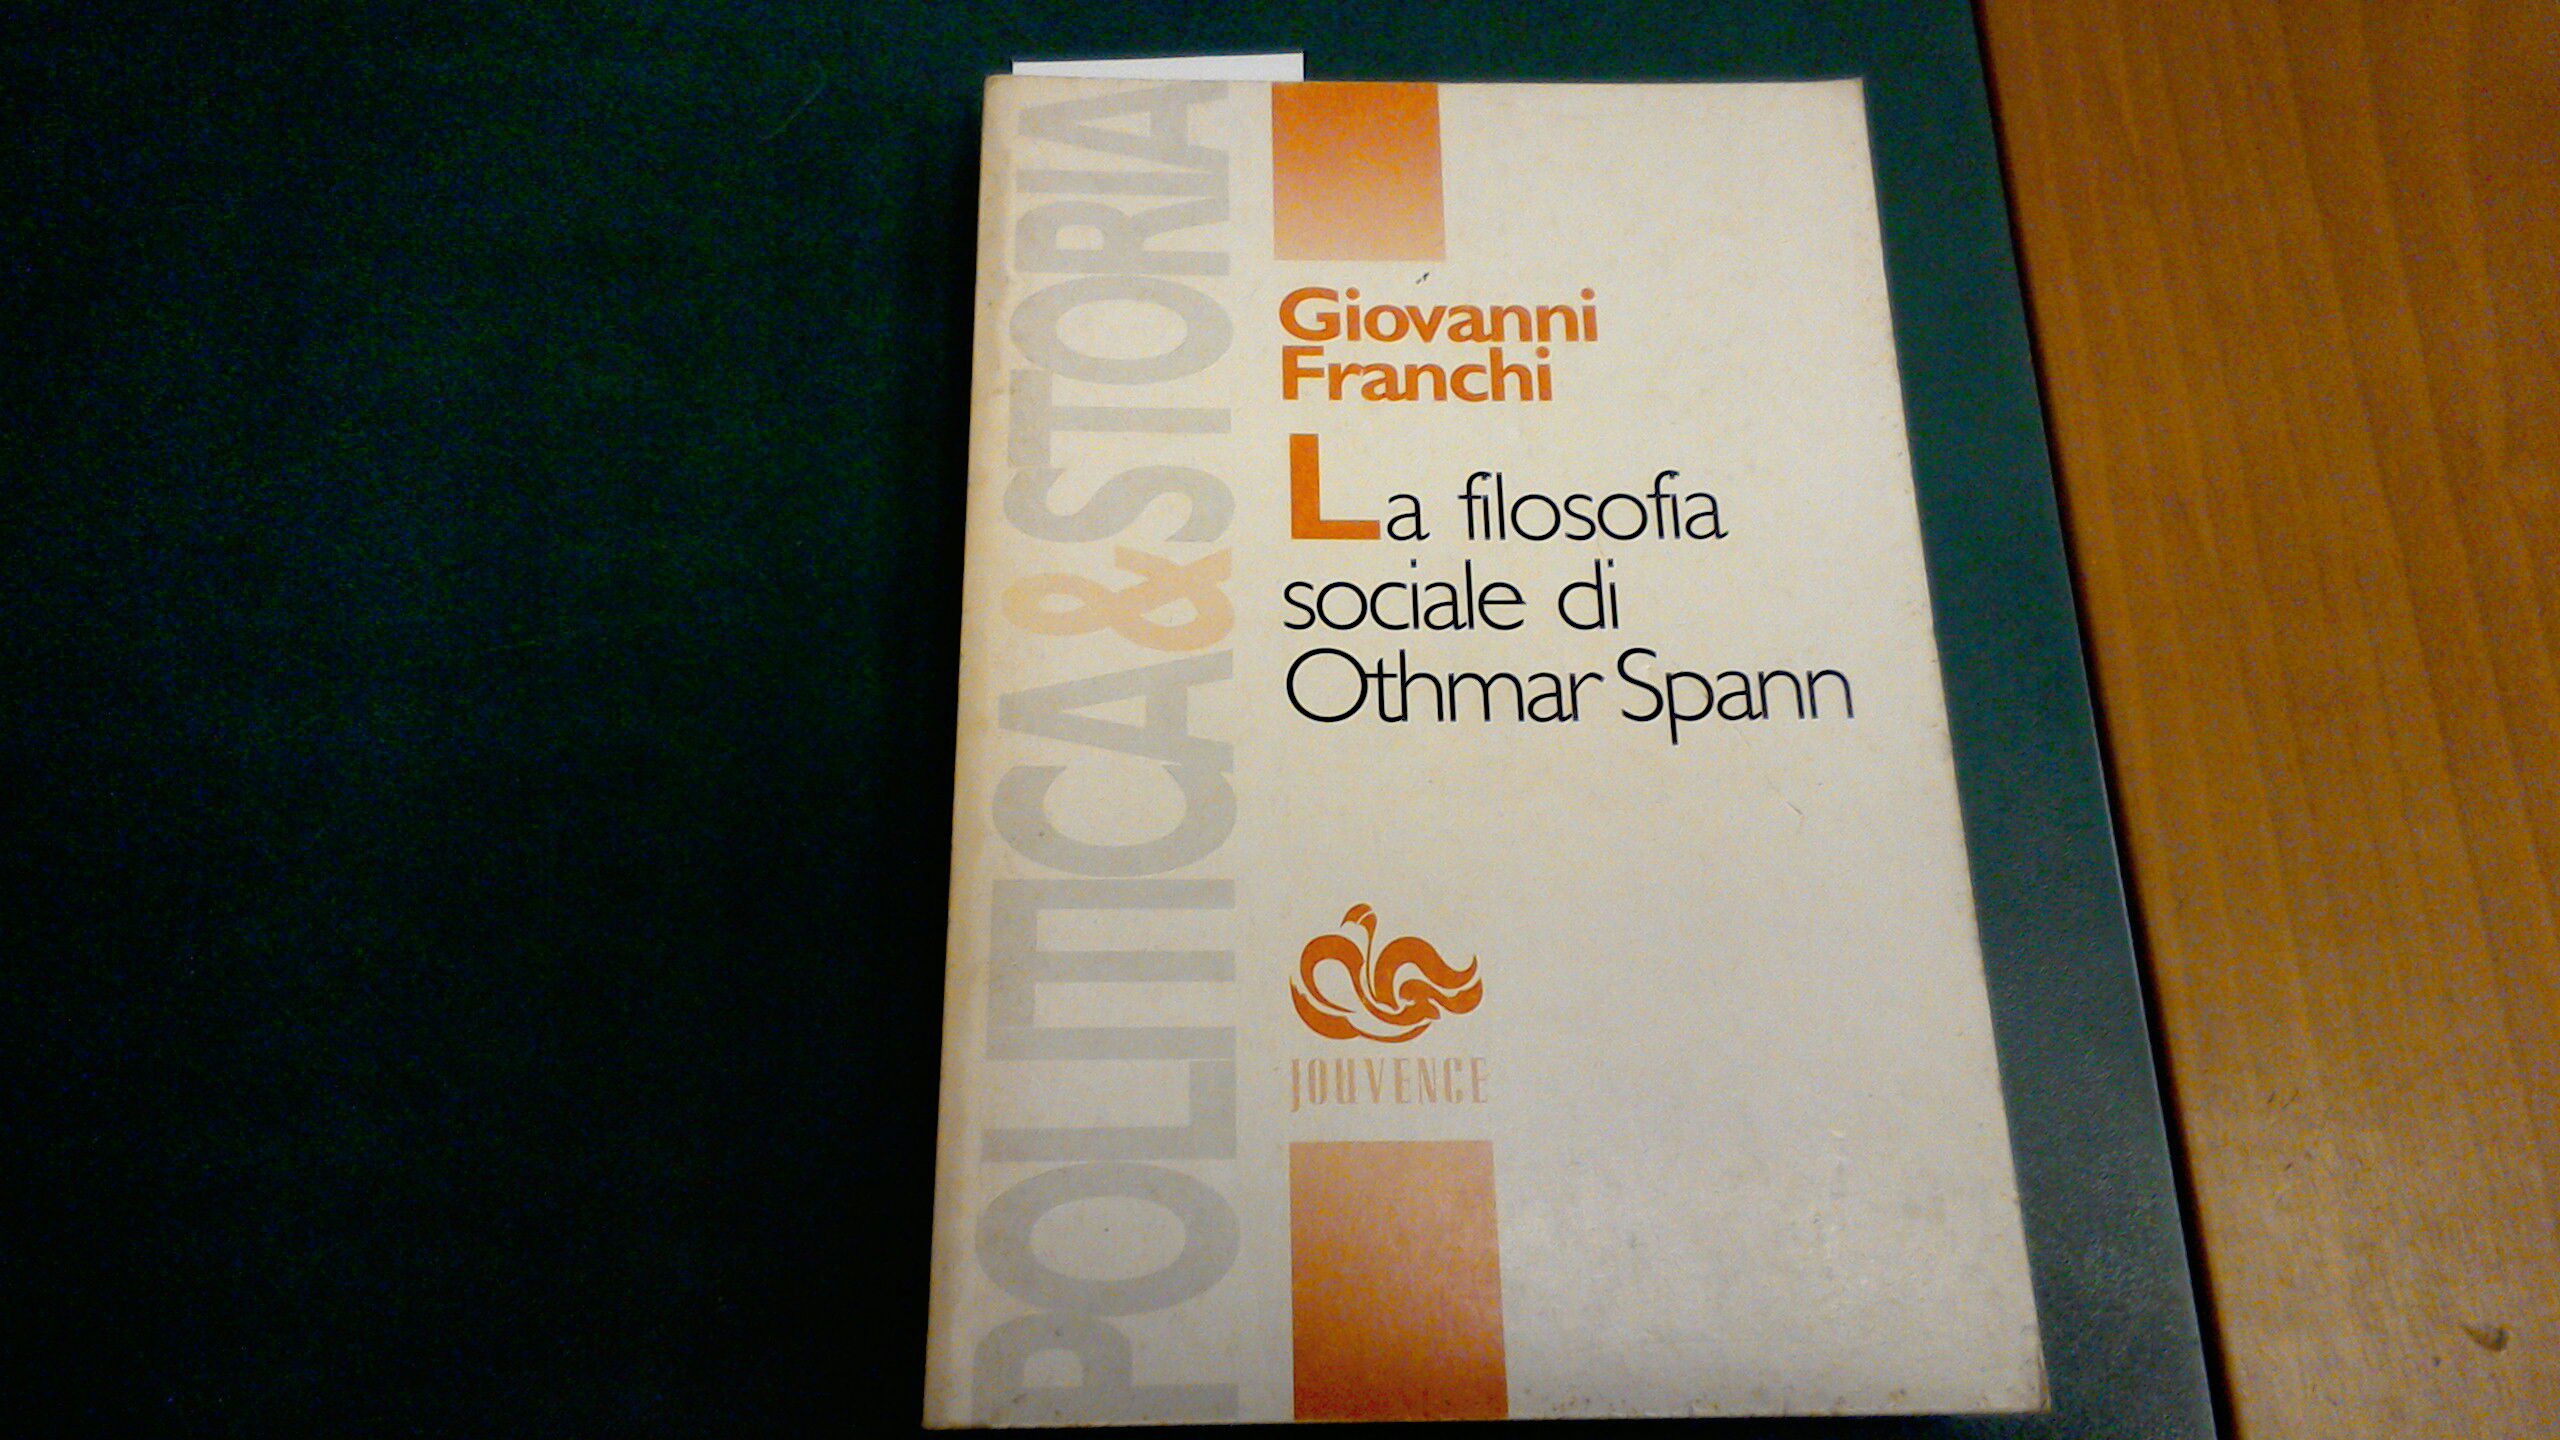 POLITICA&STORIA
Giovanni
Franchi
La filosofia
sociale di
Othmar Spann
JOUVENCE